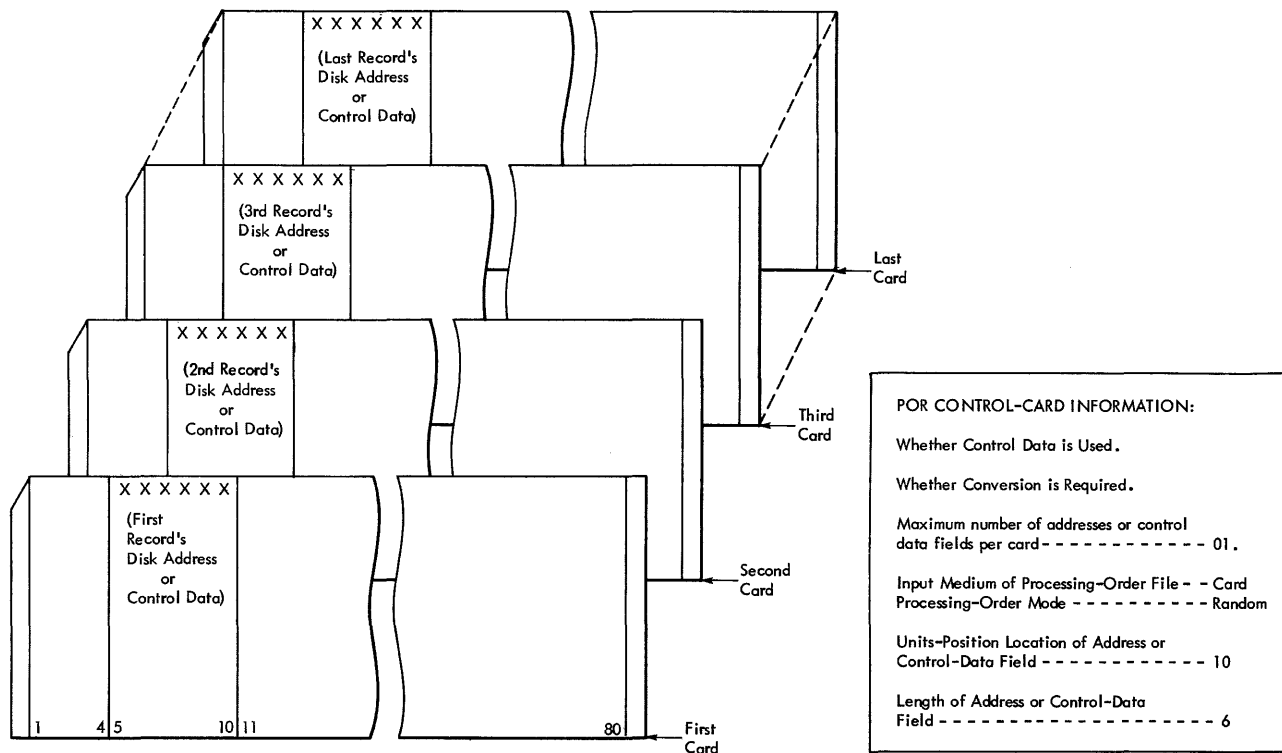 X X X X X X
(Last Record's
Disk Address
or
Control Data)
X X X X X X
(3rd Record's
Disk Address
or
Control Data)
Last
Card
X X X X X X
(2nd Record's
Disk Address
or
Control Data)
Third
Card
X X X X X X
(First
Record's
Disk Address
or
Control Data)
Second
Card
1 4 5 10 11 80
First
Card
POR CONTROL-CARD INFORMATION:
Whether Control Data is Used.
Whether Conversion is Required.
Maximum number of addresses or control
data fields per card - - - - - - - - - - - - 01.
Input Medium of Processing-Order File - - Card
Processing-Order Mode - - - - - - - - - - Random
Units-Position Location of Address or
Control-Data Field - - - - - - - - - - - - 10
Length of Address or Control-Data
Field - - - - - - - - - - - - - - - - - - - - - 6